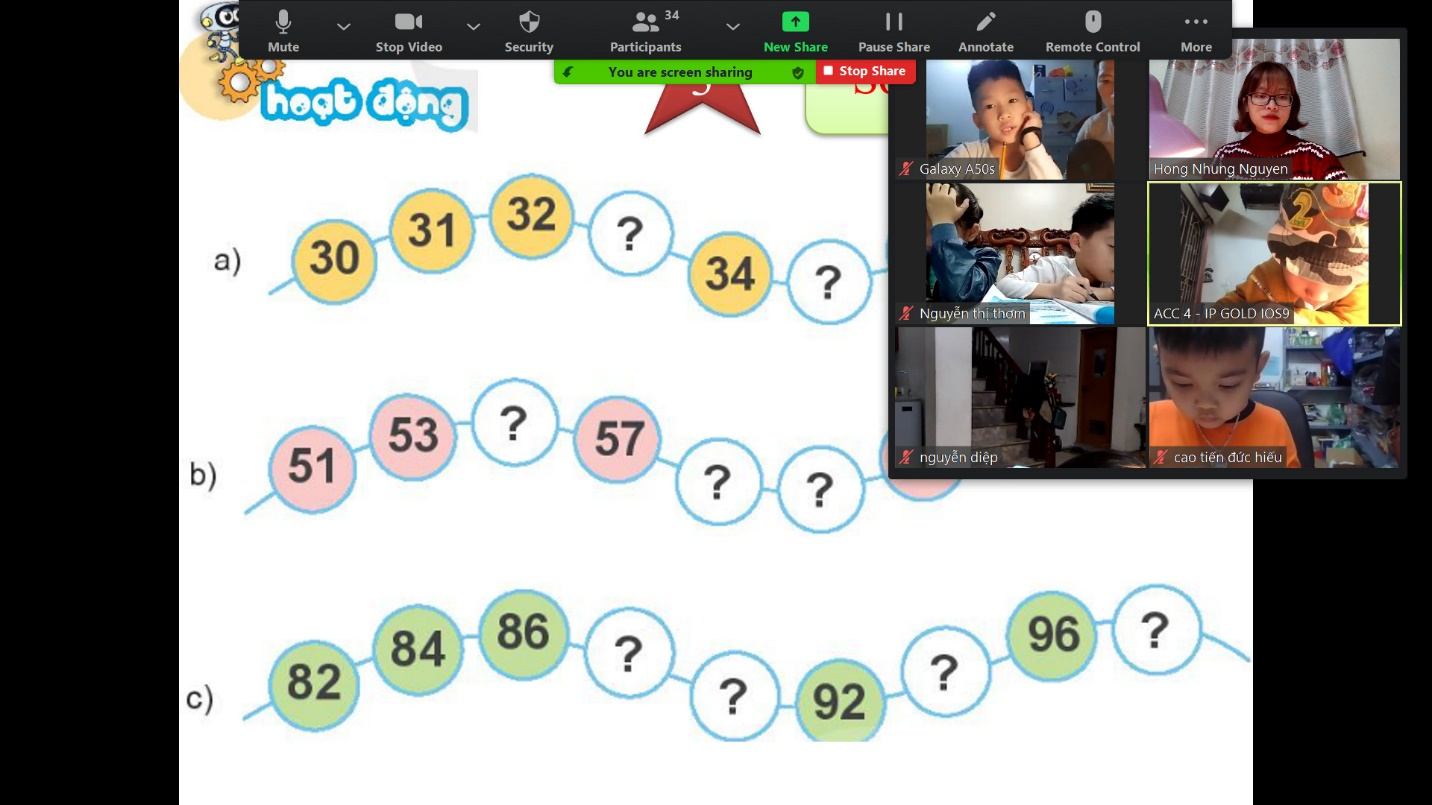 34
Mute
Stop Video
Security
Participants
New Share
Pause Share
Annotate
Remote Control
More
You are screen sharing
Stop Share
hoạt động
Galaxy A50s
Hong Nhung Nguyen
Nguyễn thị thơm
ACC 4 - IP GOLD IOS9
2
nguyễn diệp
cao tiến đức hiếu
a)
30
31
32
?
34
?
b)
51
53
?
57
?
?
c)
82
84
86
?
?
92
?
96
?